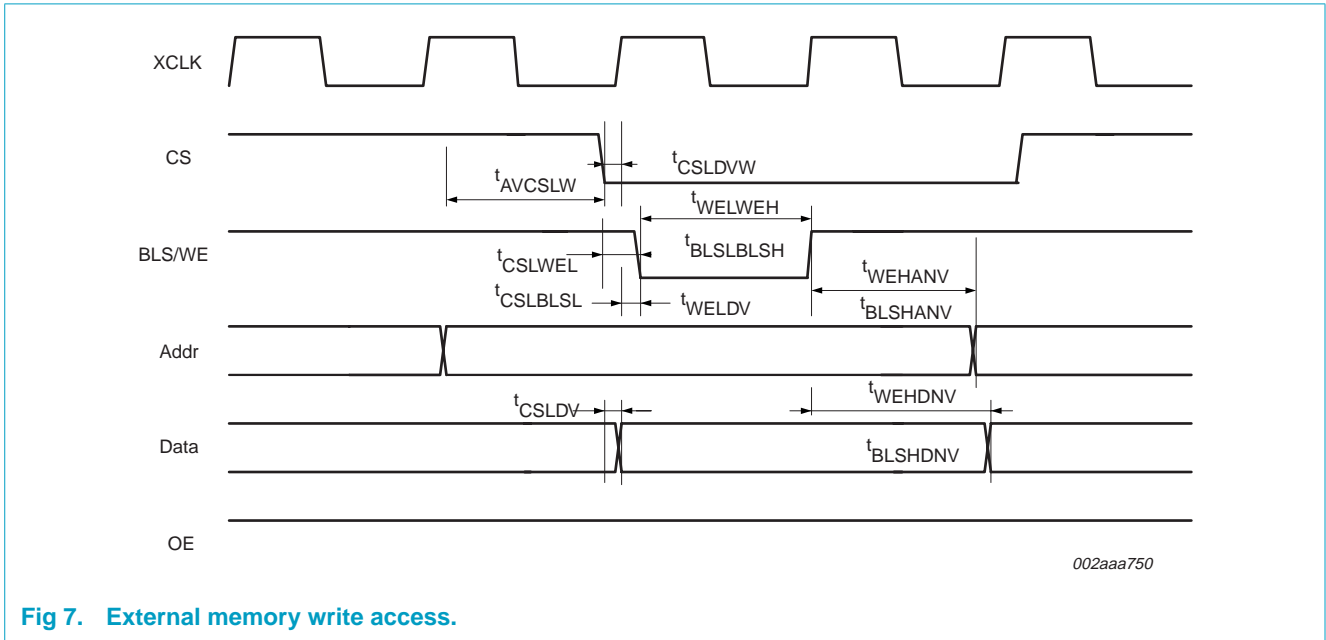 XCLK
CS
tCSLDVW
tAVCSLW
tWELWEH
BLS/WE
tCSLWEL
tBLSLBLSH
tWEHANV
tCSLBLSL
tWELDV
tBLSHANV
Addr
tCSLDV
tWEHDNV
Data
tBLSHDNV
OE
002aaa750
Fig 7. External memory write access.